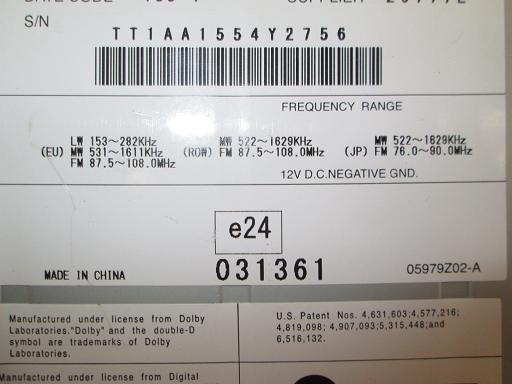 S/N
TT1AA1554Y2756
FREQUENCY RANGE
LW 153~282KHz MW 522~1629KHz MW 522~1629KHz
(EU) MW 531~1611KHz (ROW) FM 87.5~108.0MHz (JP) FM 76.0~90.0MHz
FM 87.5~108.0MHz
12V D.C.NEGATIVE GND.
e24
MADE IN CHINA 031361 05979Z02-A
Manufactured under license from Dolby
Laboratories."Dolby" and the double-D
symbol are trademarks of Dolby
Laboratories.
U.S. Patent Nos. 4,631,603;4,577,216;
4,819,098; 4,907,093;5,315,448;and
6,516,132.
Manufactured under license from Digital